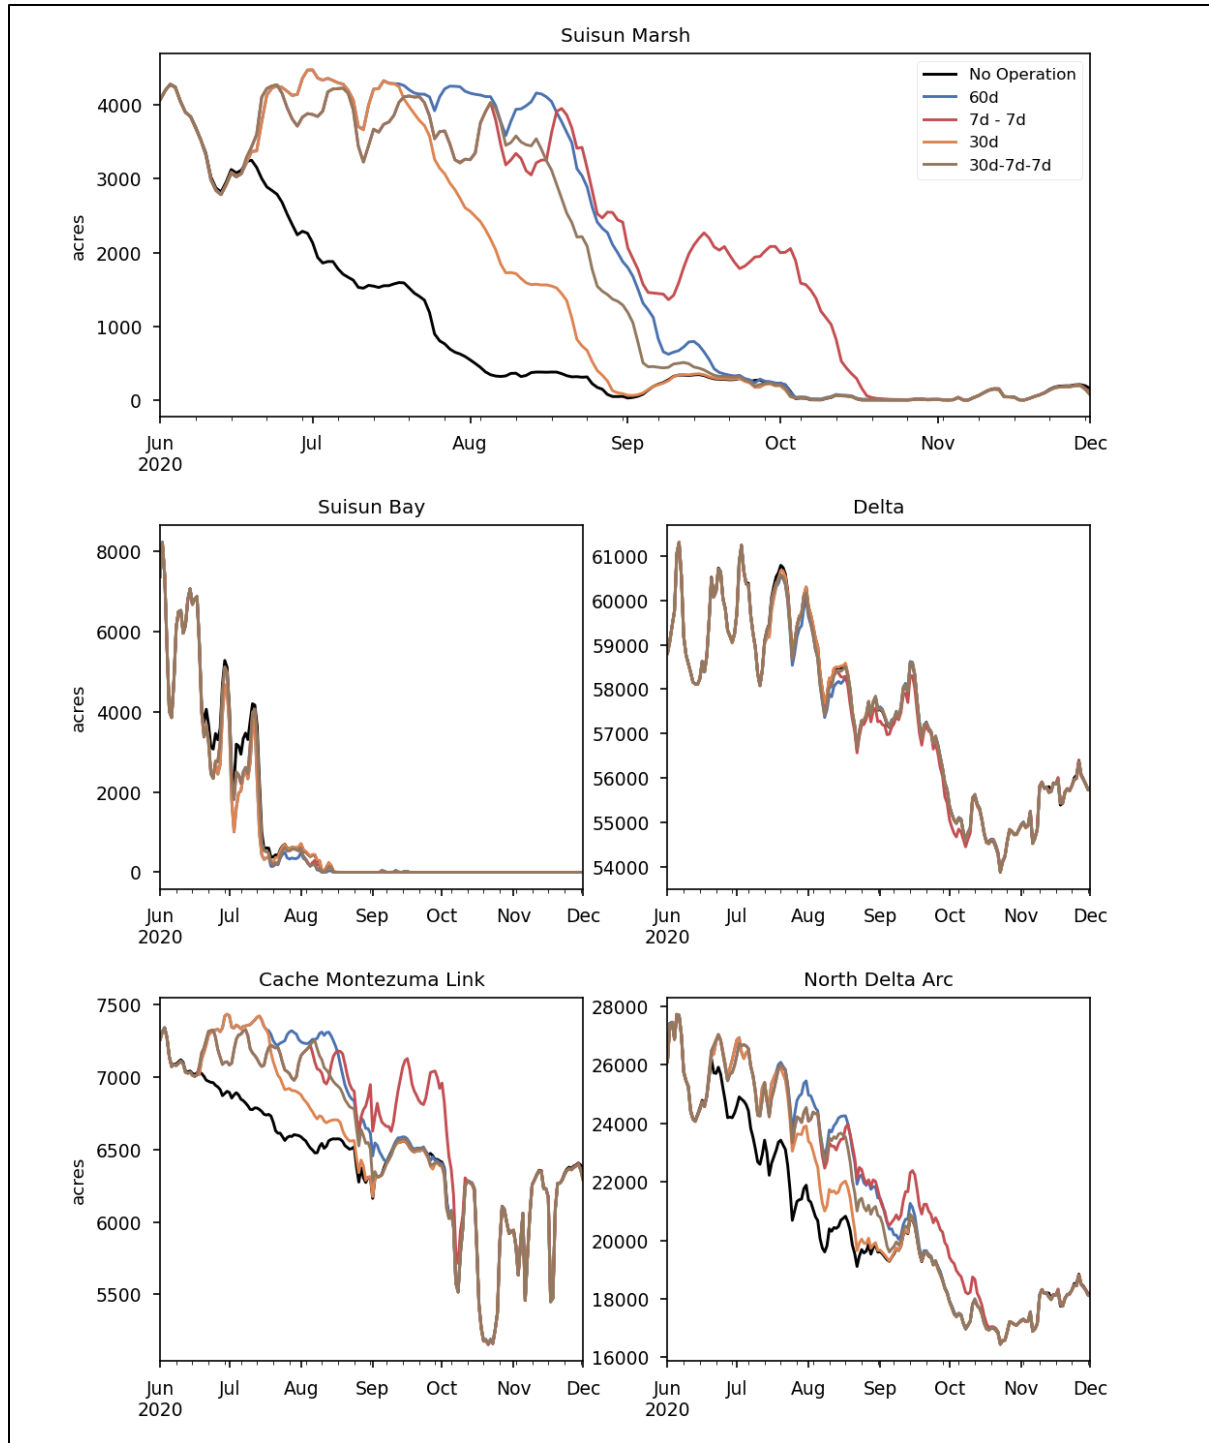 Suisun Marsh
acres
4000
3000
2000
1000
0
No Operation
60d
7d - 7d
30d
30d-7d-7d
Jun Jul Aug Sep Oct Nov Dec
2020
Suisun Bay
acres
8000
6000
4000
2000
0
Jun Jul Aug Sep Oct Nov Dec
2020
Delta
61000
60000
59000
58000
57000
56000
55000
54000
Jun Jul Aug Sep Oct Nov Dec
2020
Cache Montezuma Link
acres
7500
7000
6500
6000
5500
Jun Jul Aug Sep Oct Nov Dec
2020
North Delta Arc
28000
26000
24000
22000
20000
18000
16000
Jun Jul Aug Sep Oct Nov Dec
2020